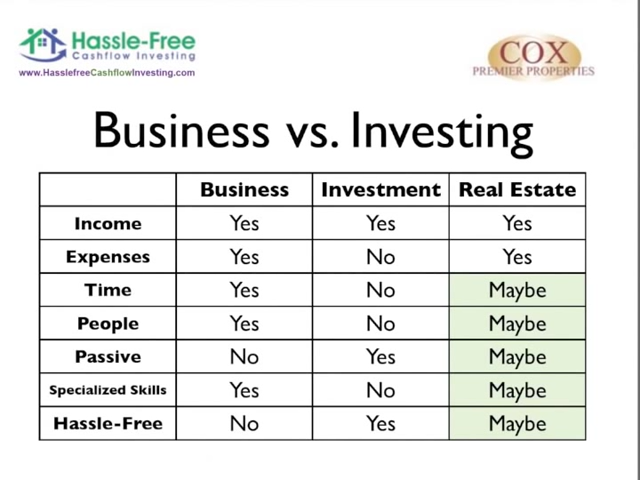 Hassle-Free
Cashflow Investing
www.HasslefreeCashflowInvesting.com
COX
PREMIER PROPERTIES
Business vs. Investing
Business Investment Real Estate
Income Yes Yes Yes
Expenses Yes No Yes
Time Yes No Maybe
People Yes No Maybe
Passive No Yes Maybe
Specialized Skills Yes No Maybe
Hassle-Free No Yes Maybe